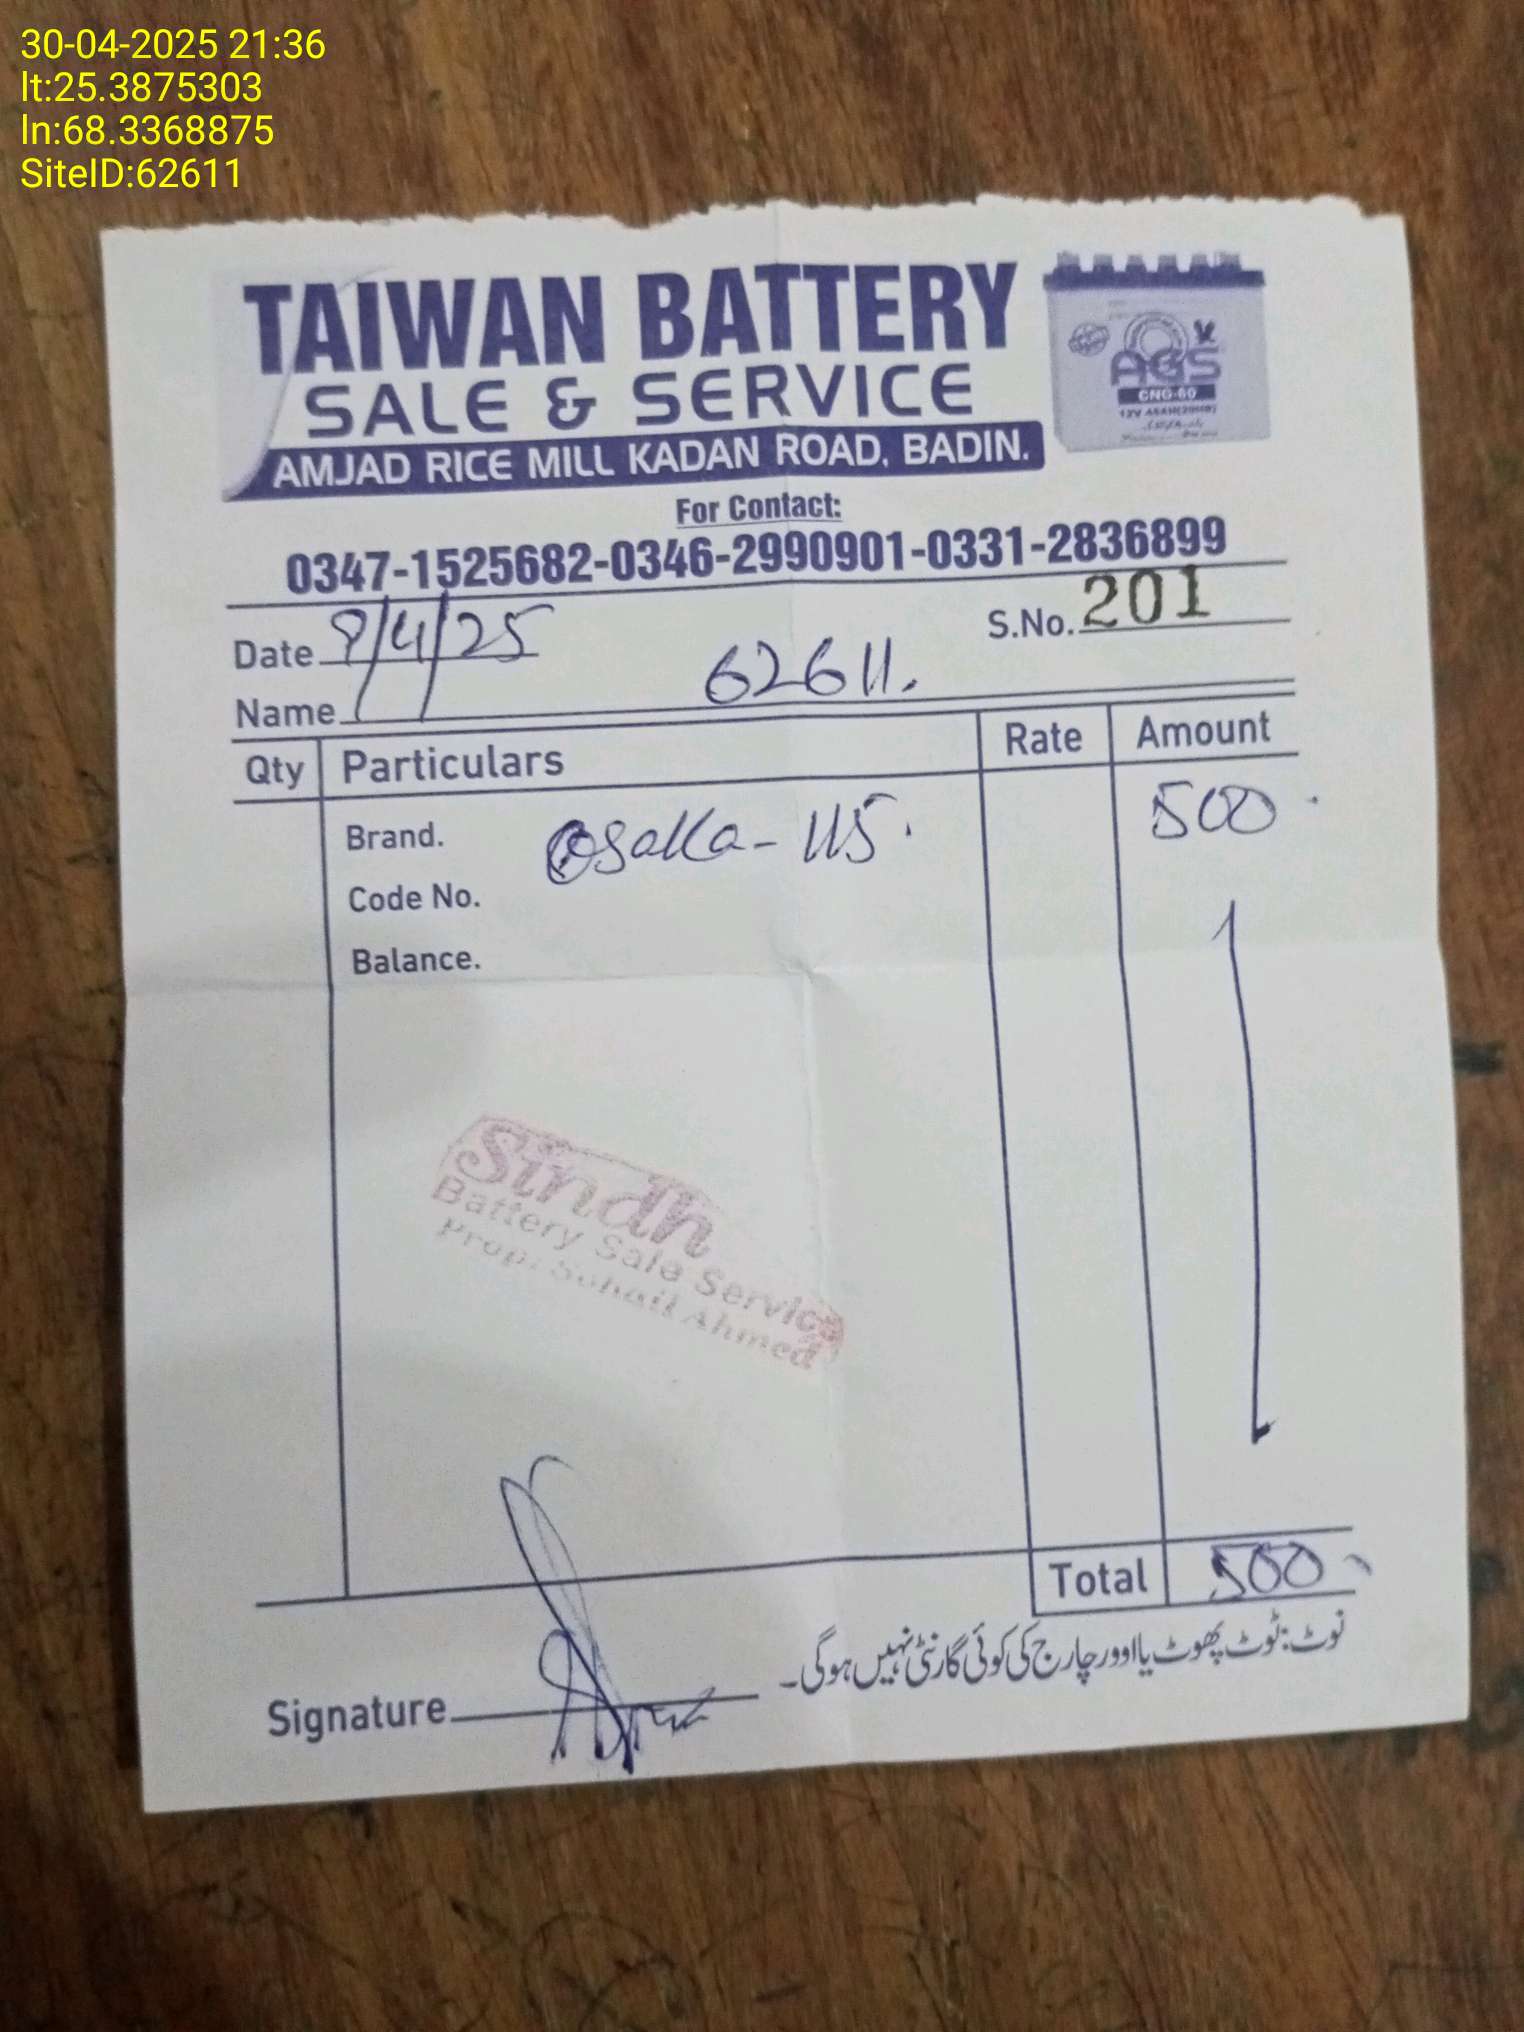 30-04-2025 21:36
lt:25.3875303
ln:68.3368875
SiteID:62611
TAIWAN BATTERY
SALE & SERVICE
AMJAD RICE MILL KADAN ROAD, BADIN.
AGS
CNG-60
For Contact:
0347-1525682-0346-2990901-0331-2836899
Date 8/4/25
S.No. 201
Name 62611.
Qty Particulars Rate Amount
Brand. Osaka - 115. 500
Code No.
Balance.
Sindh
Battery Sale Service
Prop: Sohail Ahmed
Total 500
نوٹ: ٹوٹ پھوٹ یا اوور چارج کی کوئی گارنٹی نہیں ہوگی۔
Signature